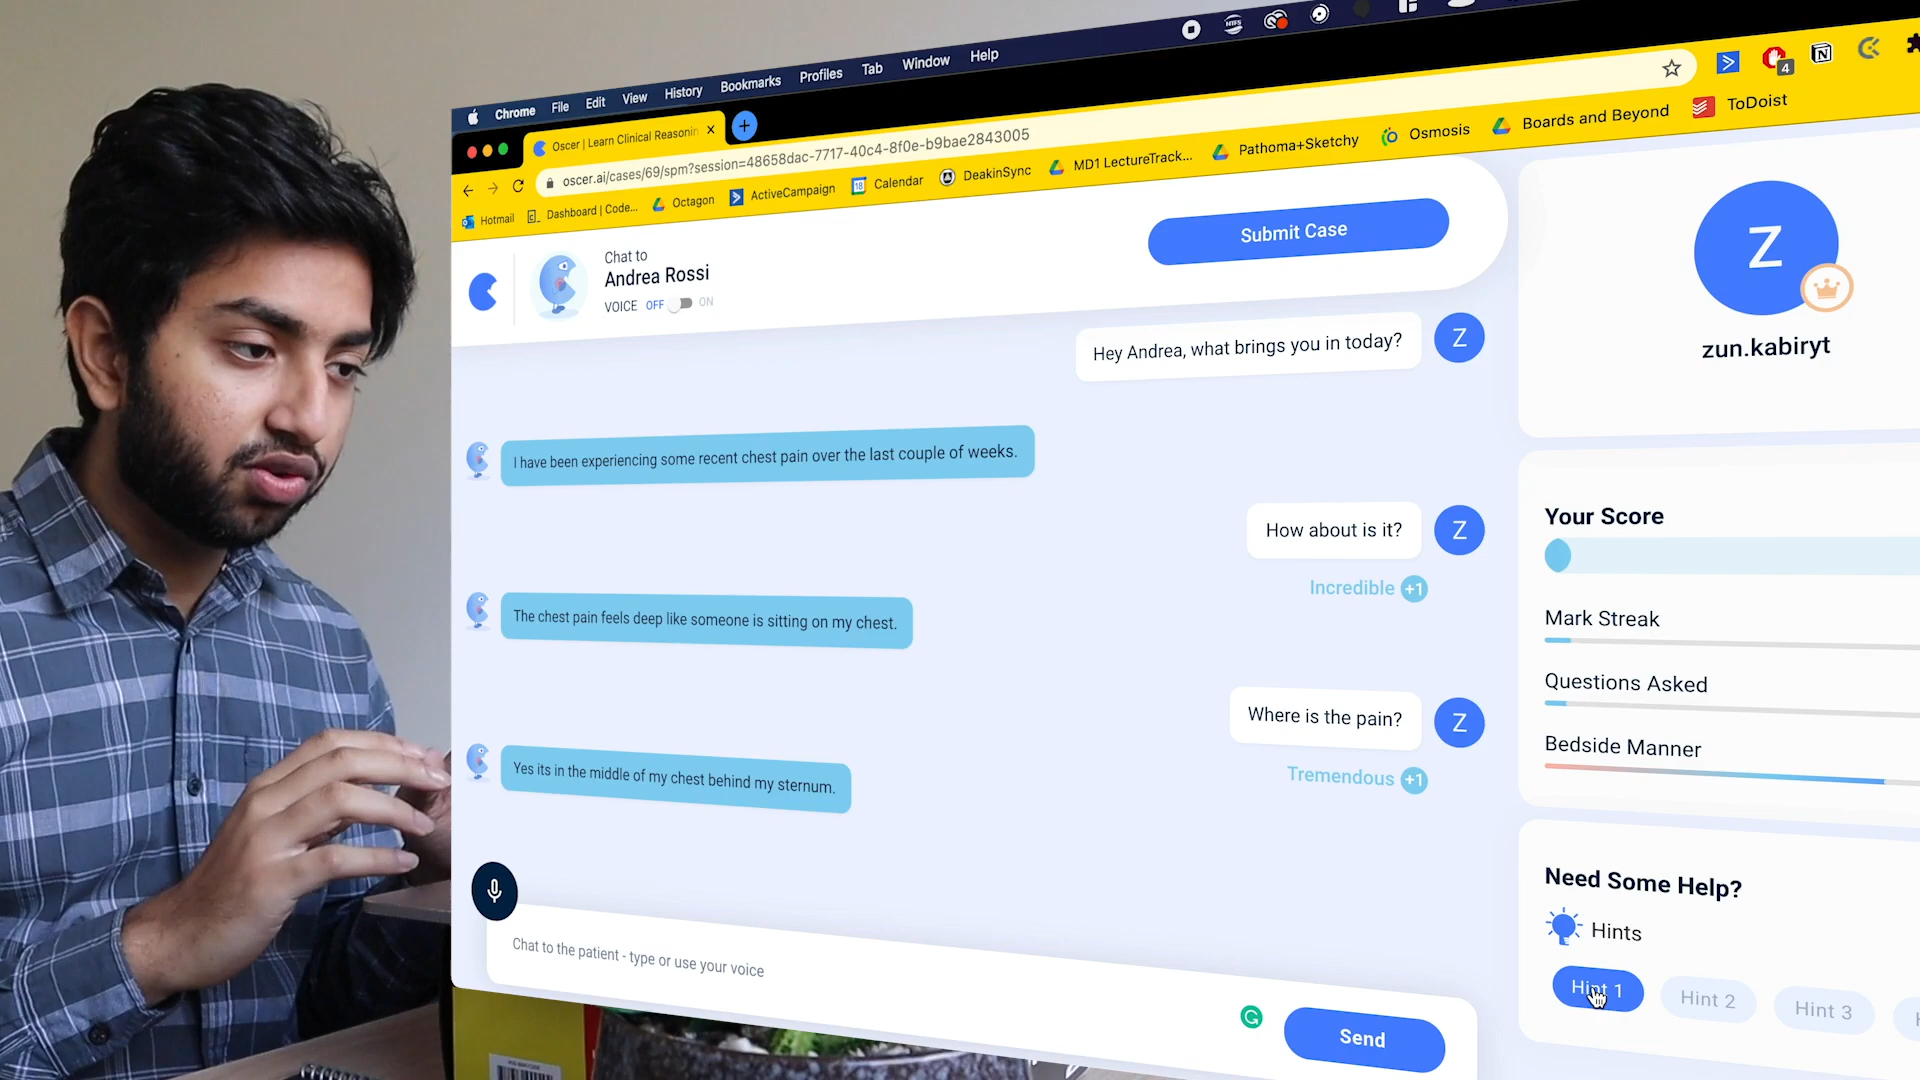 Chrome File Edit View History Bookmarks Profiles Tab Window Help
NTFS
Oscer | Learn Clinical Reasonin
oscer.ai/cases/69/spm?session=48658dac-7717-40c4-8f0e-b9bae2843005
4
Hotmail Dashboard | Code... Octagon ActiveCampaign 18 Calendar DeakinSync MD1 LectureTrack... Pathoma+Sketchy Osmosis Boards and Beyond ToDoist
Chat to
Andrea Rossi
VOICE OFF ON
Submit Case
Hey Andrea, what brings you in today?
Z
I have been experiencing some recent chest pain over the last couple of weeks.
How about is it?
Z
Incredible +1
The chest pain feels deep like someone is sitting on my chest.
Where is the pain?
Z
Tremendous +1
Yes its in the middle of my chest behind my sternum.
Chat to the patient - type or use your voice
Send
Z
zun.kabiryt
Your Score
Mark Streak
Questions Asked
Bedside Manner
Need Some Help?
Hints
Hint 1 Hint 2 Hint 3